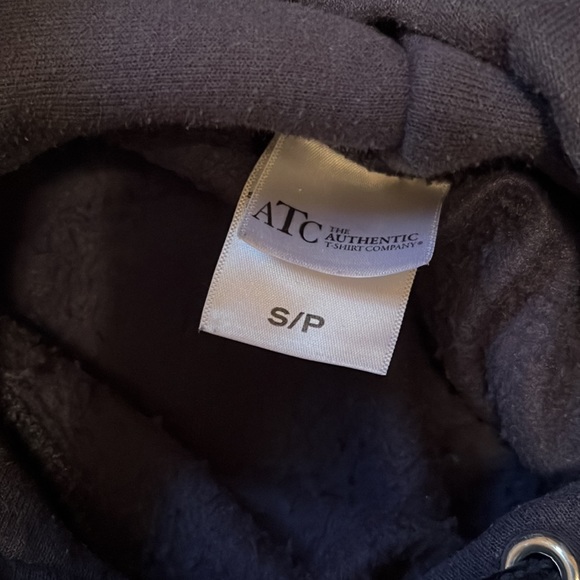 ATC THE
AUTHENTIC
T-SHIRT COMPANY®
S/P